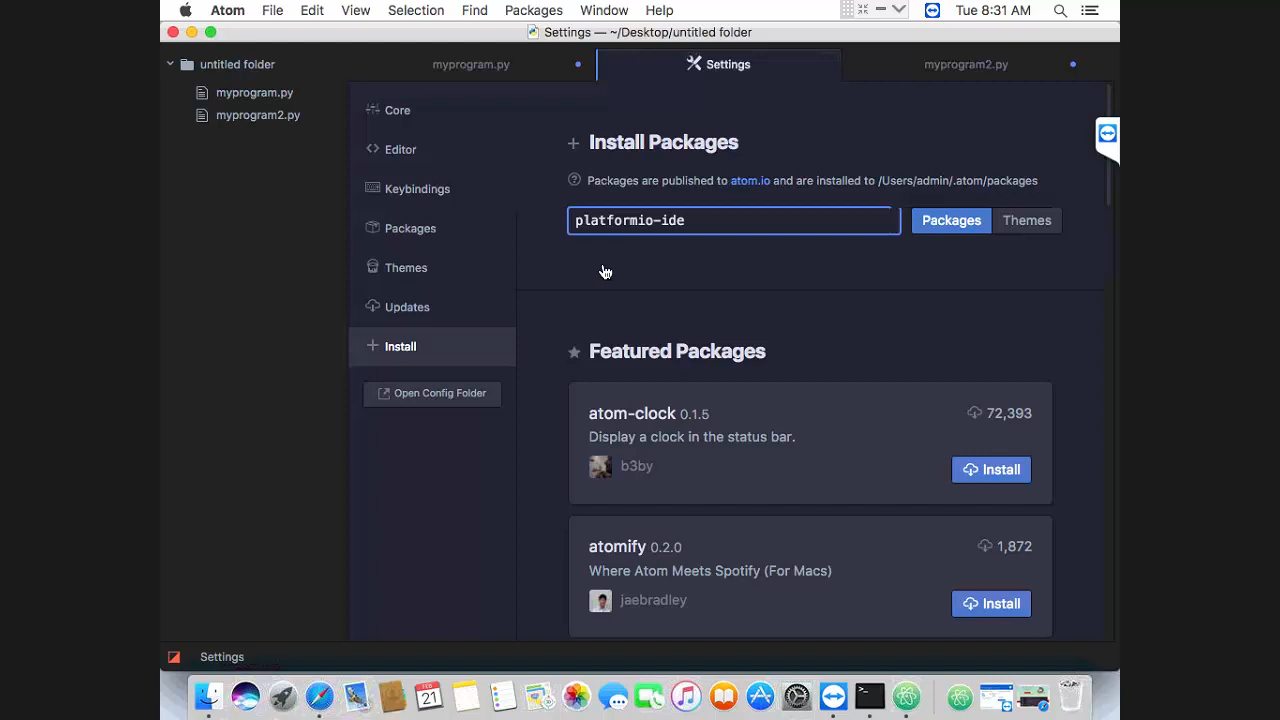 Atom File Edit View Selection Find Packages Window Help Tue 8:31 AM
Settings — ~/Desktop/untitled folder
untitled folder
myprogram.py
myprogram2.py
myprogram.py Settings myprogram2.py
Core
Editor
Keybindings
Packages
Themes
Updates
Install
Open Config Folder
Install Packages
Packages are published to atom.io and are installed to /Users/admin/.atom/packages
platformio-ide Packages Themes
Featured Packages
atom-clock 0.1.5 72,393
Display a clock in the status bar.
b3by Install
atomify 0.2.0 1,872
Where Atom Meets Spotify (For Macs)
jaebradley Install
Settings
FEB
21